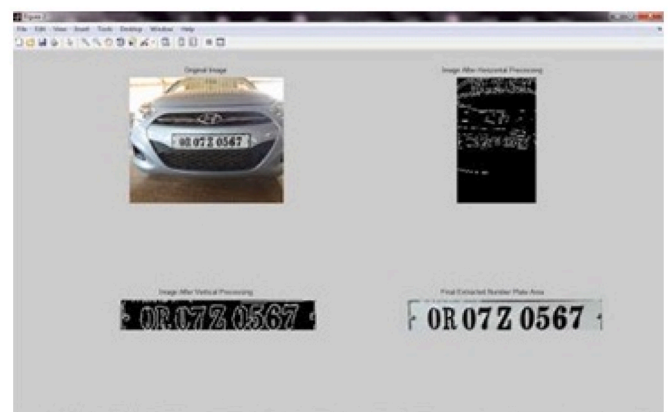 Figure 1
File Edit View Insert Tools Desktop Window Help
Original Image
Image After Horizontal Processing
OR 07 Z 0567
Image After Vertical Processing
Final Extracted Number Plate Area
OR 07 Z 0567
OR 07 Z 0567